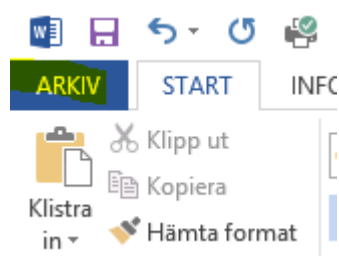 ARKIV START INFO
Klipp ut
Kopiera
Klistra
in
Hämta format